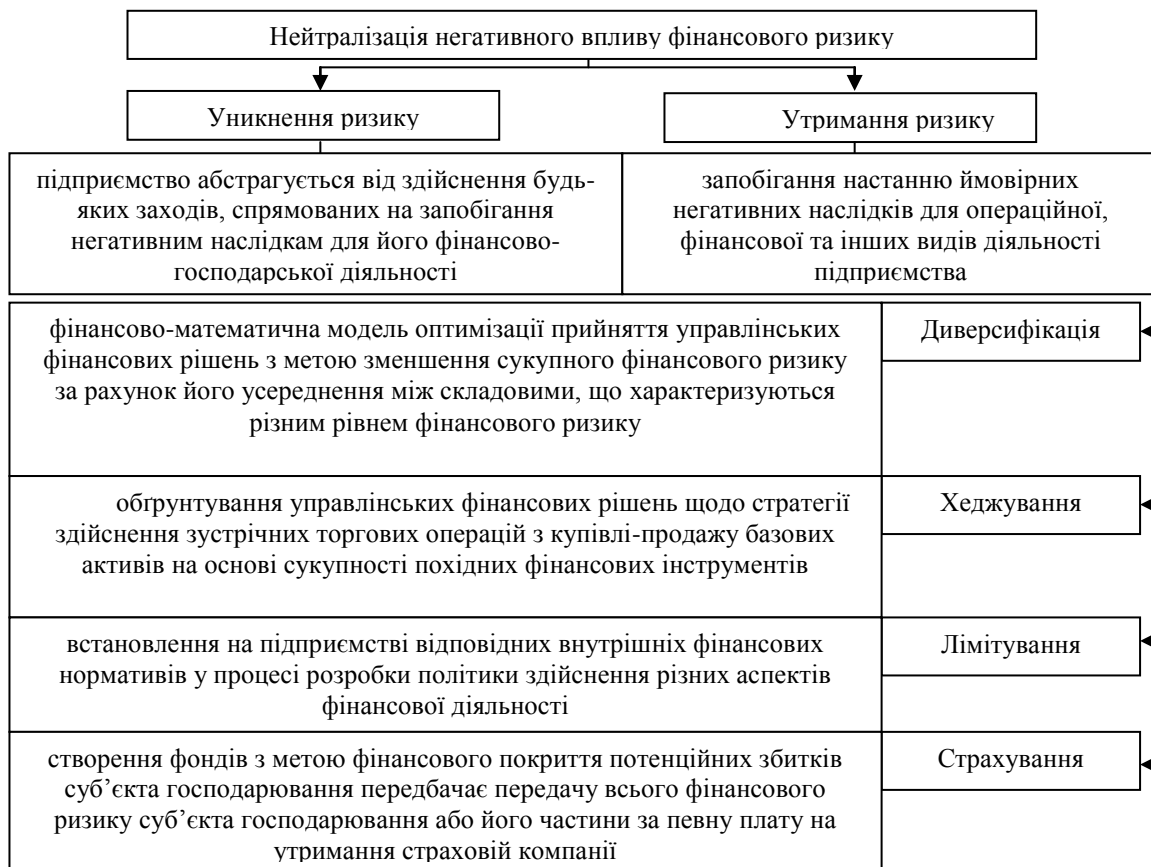 Нейтралізація негативного впливу фінансового ризику
Уникнення ризику
Утримання ризику
підприємство абстрагується від здійснення будь-
яких заходів, спрямованих на запобігання
негативним наслідкам для його фінансово-
господарської діяльності
запобігання настанню ймовірних
негативних наслідків для операційної,
фінансової та інших видів діяльності
підприємства
фінансово-математична модель оптимізації прийняття управлінських
фінансових рішень з метою зменшення сукупного фінансового ризику
за рахунок його усереднення між складовими, що характеризуються
різним рівнем фінансового ризику
Диверсифікація
обґрунтування управлінських фінансових рішень щодо стратегії
здійснення зустрічних торгових операцій з купівлі-продажу базових
активів на основі сукупності похідних фінансових інструментів
Хеджування
встановлення на підприємстві відповідних внутрішніх фінансових
нормативів у процесі розробки політики здійснення різних аспектів
фінансової діяльності
Лімітування
створення фондів з метою фінансового покриття потенційних збитків
суб’єкта господарювання передбачає передачу всього фінансового
ризику суб’єкта господарювання або його частини за певну плату на
утримання страховій компанії
Страхування